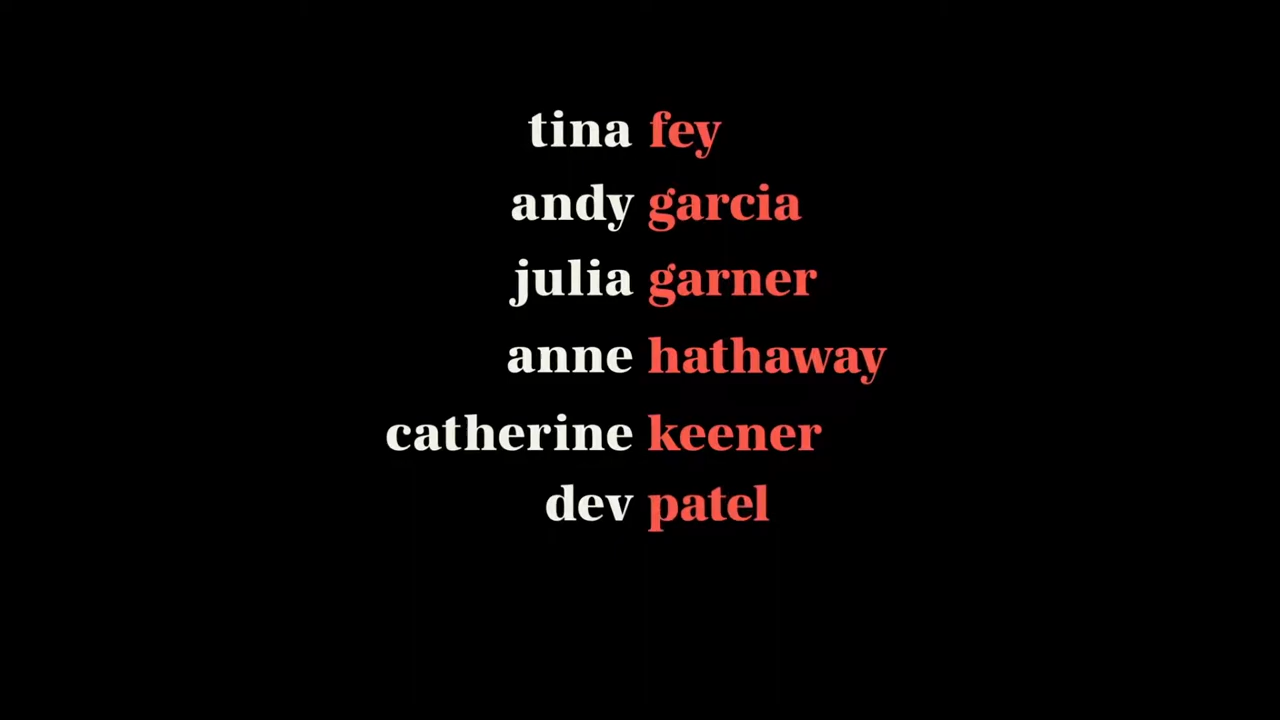 tina fey
andy garcia
julia garner
anne hathaway
catherine keener
dev patel